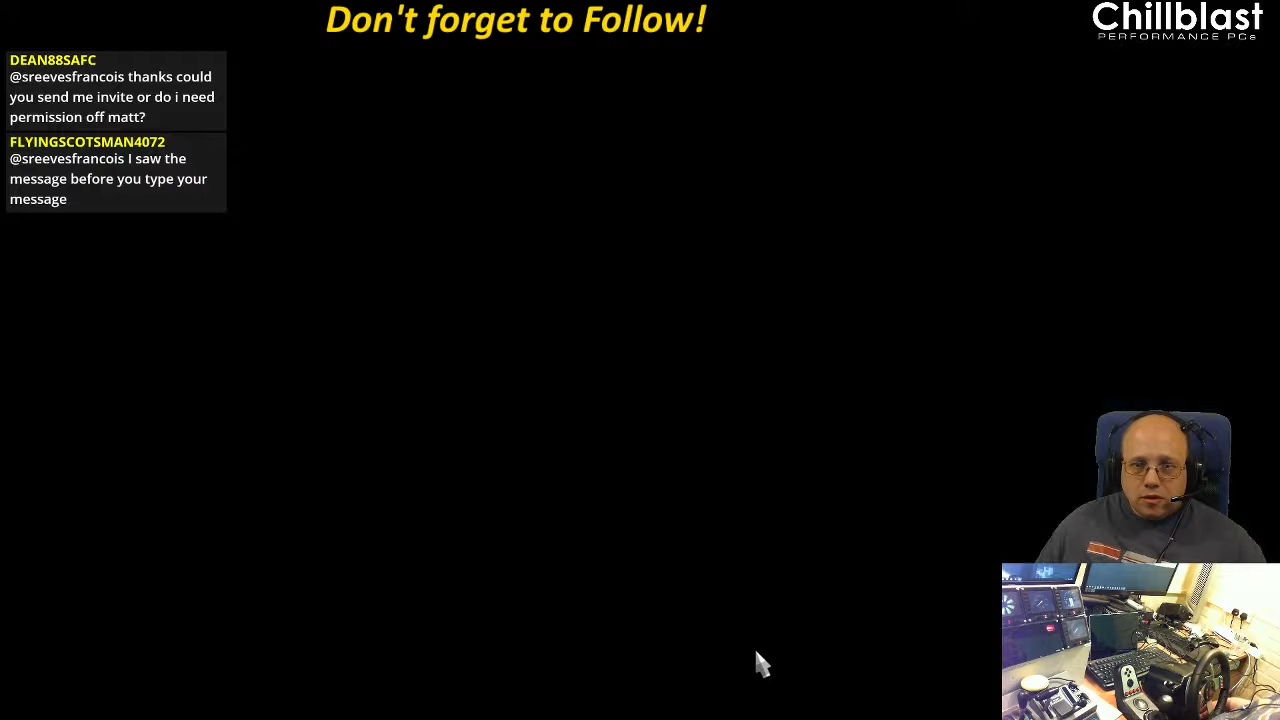 Don't forget to Follow!
Chillblast
PERFORMANCE PCs
DEAN88SAFC
@sreevesfrancois thanks could
you send me invite or do i need
permission off matt?
FLYINGSCOTSMAN4072
@sreevesfrancois I saw the
message before you type your
message